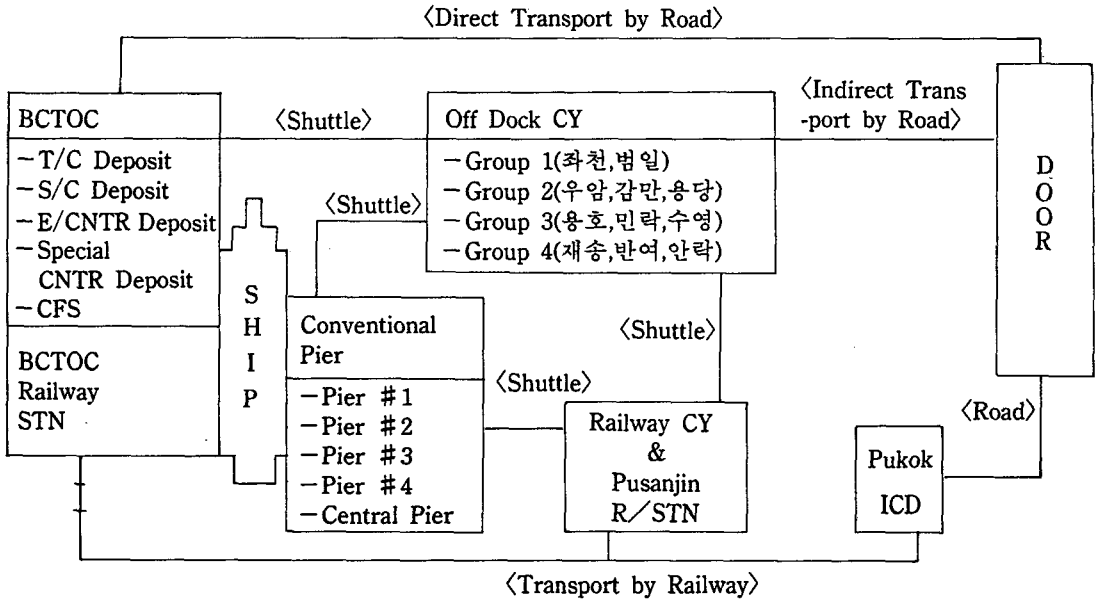 〈Direct Transport by Road〉
BCTOC
〈Shuttle〉
Off Dock CY
〈Indirect Trans
-port by Road〉
－T/C Deposit
－S/C Deposit
－E/CNTR Deposit
－Special
CNTR Deposit
－CFS
〈Shuttle〉
－Group 1(좌천,범일)
－Group 2(우암,감만,용당)
－Group 3(용호,민락,수영)
－Group 4(재송,반여,안락)
D
O
O
R
S
H
I
P
BCTOC
Railway
STN
Conventional
Pier
－Pier #1
－Pier #2
－Pier #3
－Pier #4
－Central Pier
〈Shuttle〉
〈Shuttle〉
Railway CY
&
Pusanjin
R／STN
〈Road〉
Pukok
ICD
〈Transport by Railway〉